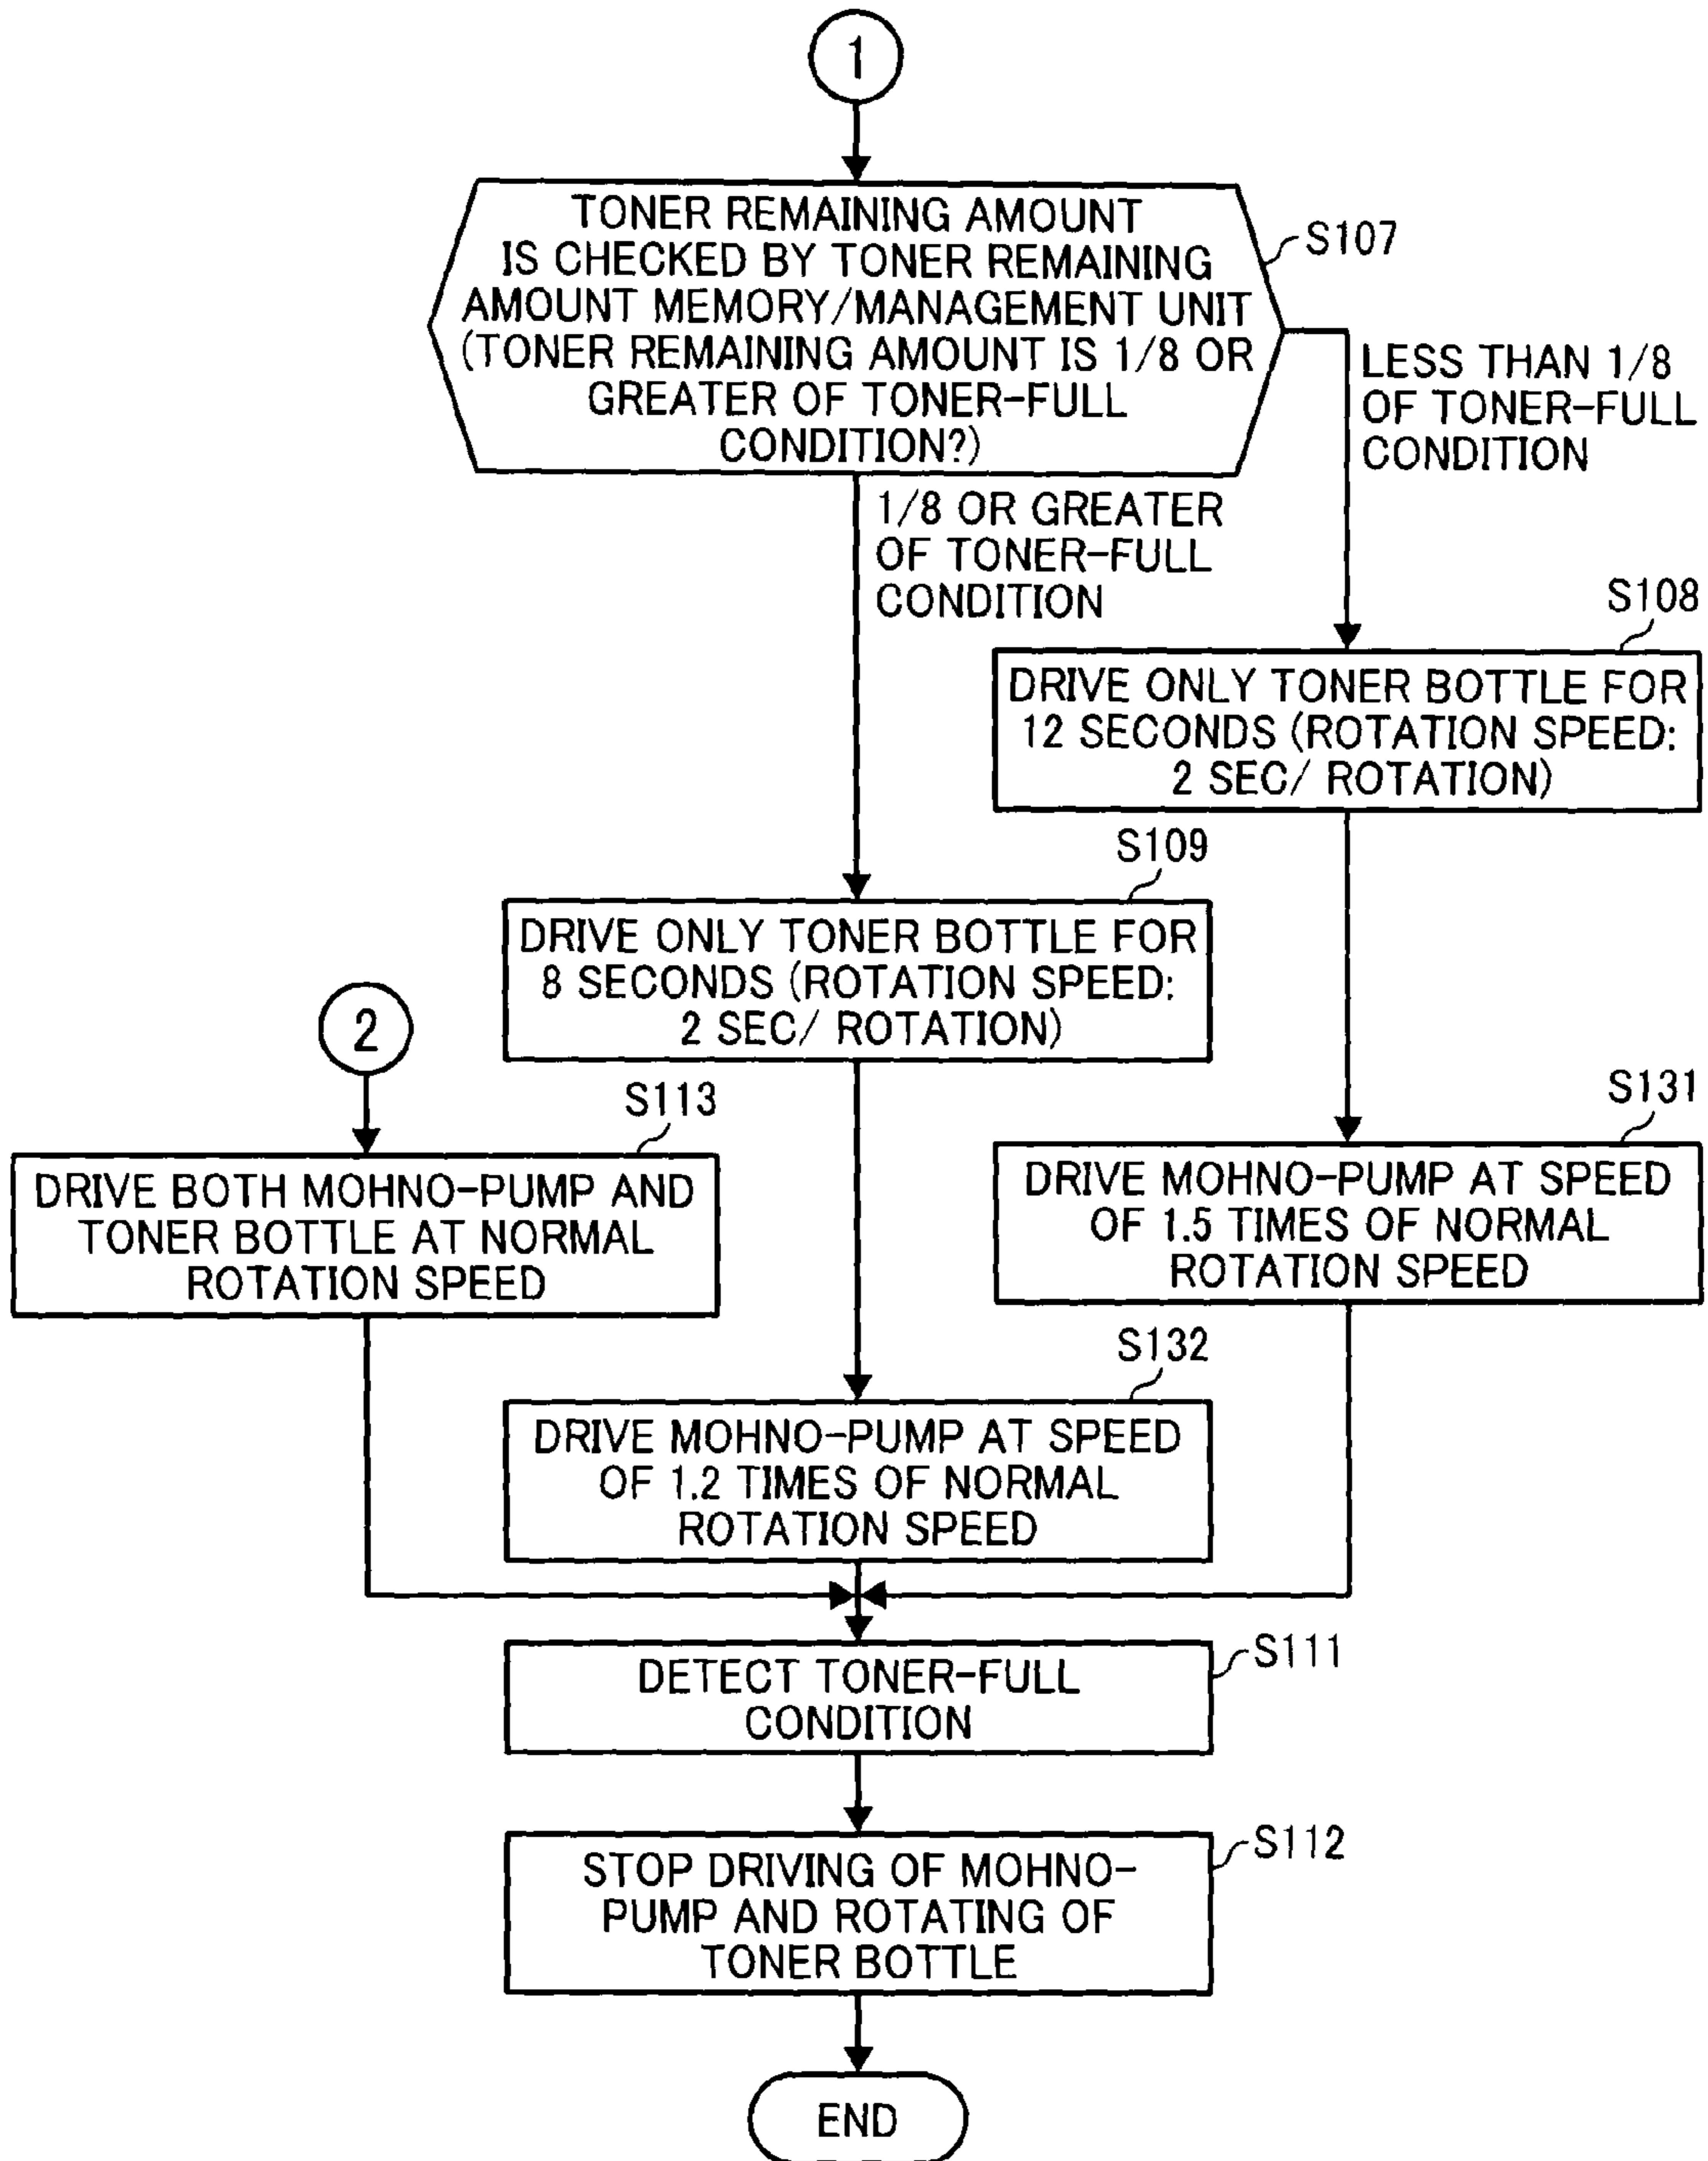 1
TONER REMAINING AMOUNT
IS CHECKED BY TONER REMAINING
AMOUNT MEMORY/MANAGEMENT UNIT
(TONER REMAINING AMOUNT IS 1/8 OR
GREATER OF TONER-FULL
CONDITION?)
S107
LESS THAN 1/8
OF TONER-FULL
CONDITION
1/8 OR GREATER
OF TONER-FULL
CONDITION
S108
DRIVE ONLY TONER BOTTLE FOR
12 SECONDS (ROTATION SPEED:
2 SEC/ ROTATION)
S109
DRIVE ONLY TONER BOTTLE FOR
8 SECONDS (ROTATION SPEED:
2 SEC/ ROTATION)
2
S113
DRIVE BOTH MOHNO-PUMP AND
TONER BOTTLE AT NORMAL
ROTATION SPEED
S131
DRIVE MOHNO-PUMP AT SPEED
OF 1.5 TIMES OF NORMAL
ROTATION SPEED
S132
DRIVE MOHNO-PUMP AT SPEED
OF 1.2 TIMES OF NORMAL
ROTATION SPEED
S111
DETECT TONER-FULL
CONDITION
S112
STOP DRIVING OF MOHNO-
PUMP AND ROTATING OF
TONER BOTTLE
END